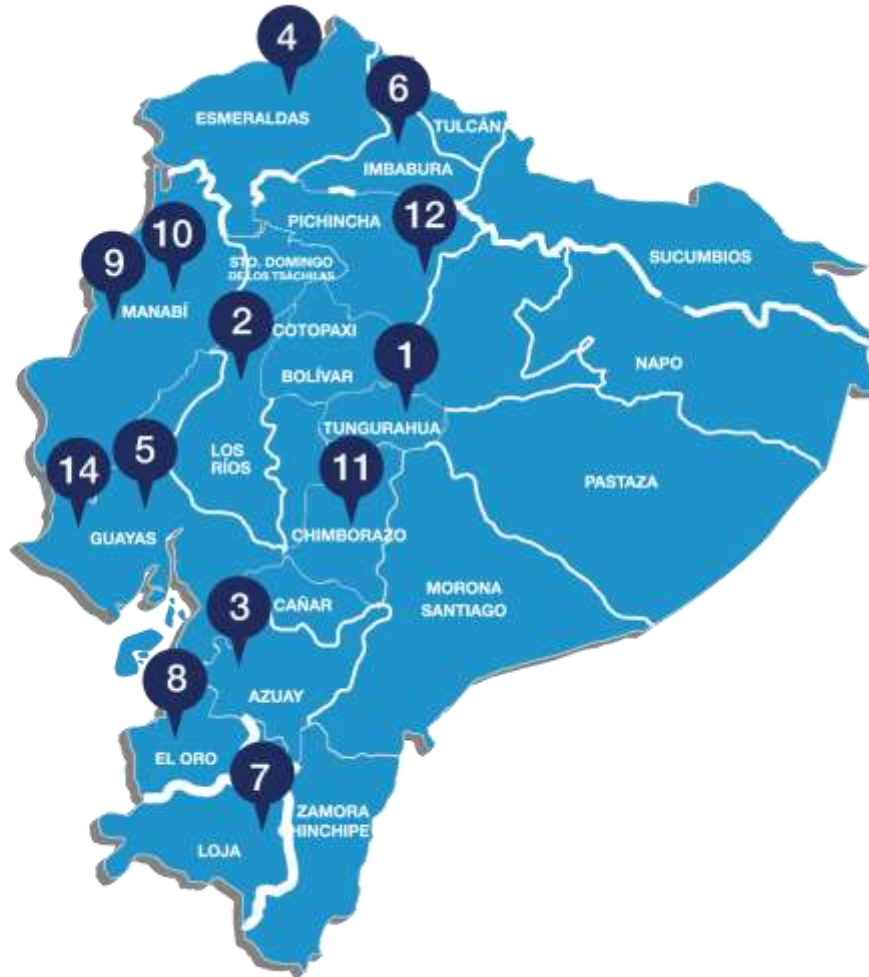 4
6
ESMERALDAS
TULCÁN
IMBABURA
12
PICHINCHA
10
9
STO. DOMINGO
DE LOS TSÁCHILAS
SUCUMBIOS
MANABÍ
2
COTOPAXI
1
NAPO
BOLÍVAR
TUNGURAHUA
5
LOS
RÍOS
11
14
PASTAZA
GUAYAS
CHIMBORAZO
MORONA
SANTIAGO
3
CAÑAR
8
AZUAY
EL ORO
7
ZAMORA
HINCHIPE
LOJA